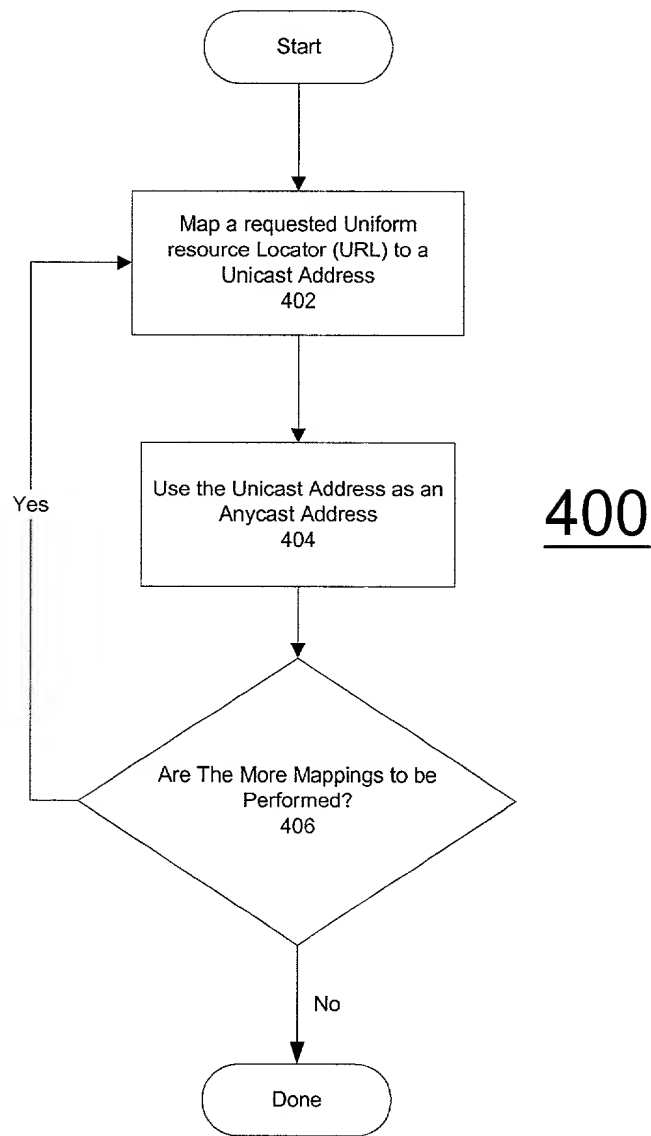 Start
Map a requested Uniform
resource Locator (URL) to a
Unicast Address
402
Use the Unicast Address as an
Anycast Address
404
Yes
400
Are The More Mappings to be
Performed?
406
No
Done